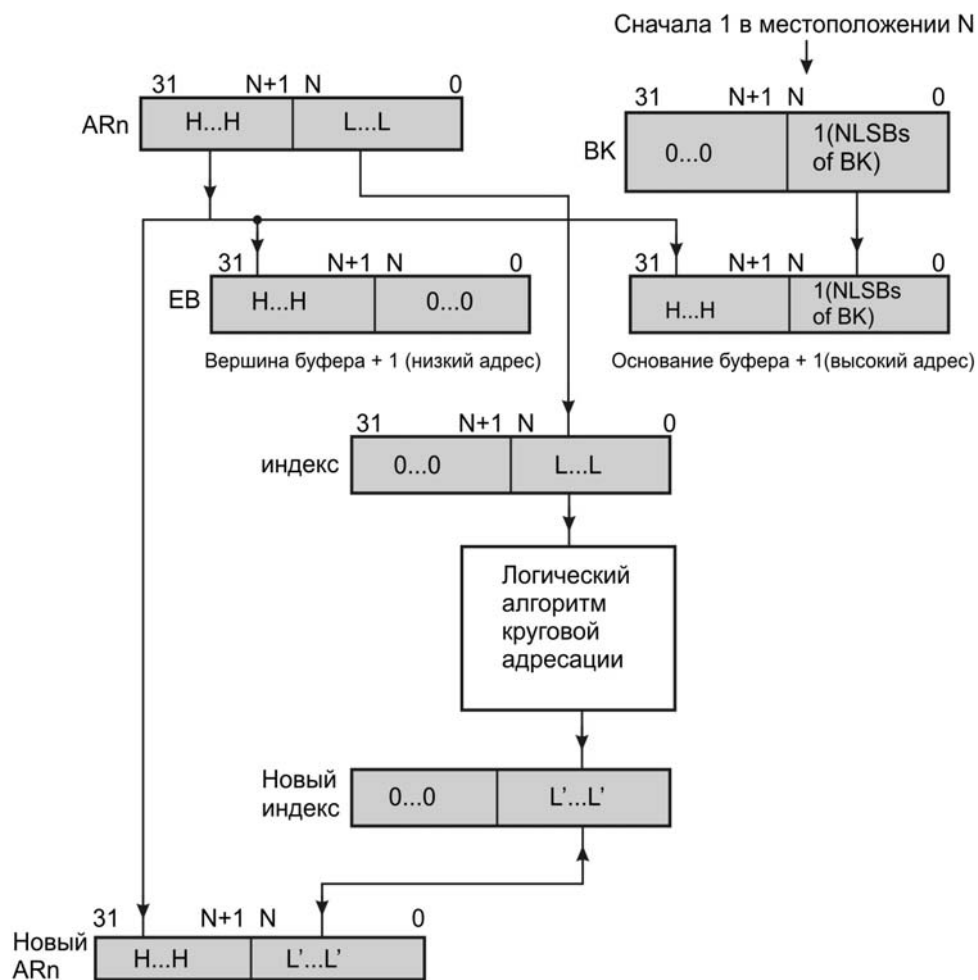 Сначала 1 в местоположении N
31 N+1 N 0
ARn H...H L...L
31 N+1 N 0
BK 0...0 1(NLSBs
of BK)
31 N+1 N 0
EB H...H 0...0
Вершина буфера + 1 (низкий адрес)
31 N+1 N 0
H...H 1(NLSBs
of BK)
Основание буфера + 1(высокий адрес)
31 N+1 N 0
индекс 0...0 L...L
Логический
алгоритм
круговой
адресации
Новый
индекс
0...0 L’...L’
31 N+1 N 0
Новый
ARn
H...H L’...L’